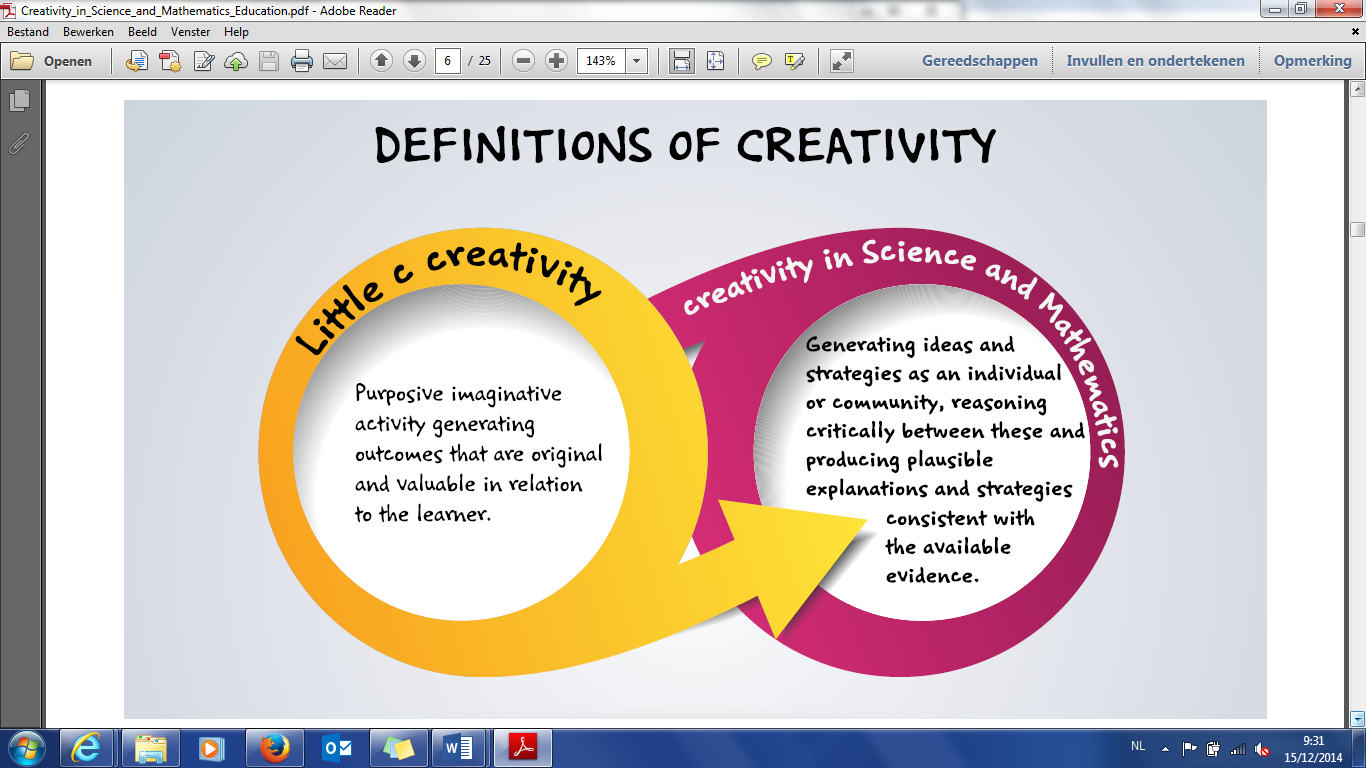 Creativity_in_Science_and_Mathematics_Education.pdf - Adobe Reader
Bestand Bewerken Beeld Venster Help
Openen 6 / 25 143% Gereedschappen Invullen en ondertekenen Opmerking
DEFINITIONS OF CREATIVITY
Little c creativity
Purposive imaginative
activity generating
outcomes that are original
and valuable in relation
to the learner.
creativity in Science and Mathematics
Generating ideas and
strategies as an individual
or community, reasoning
critically between these and
producing plausible
explanations and strategies
consistent with
the available
evidence.
NL
9:31
15/12/2014